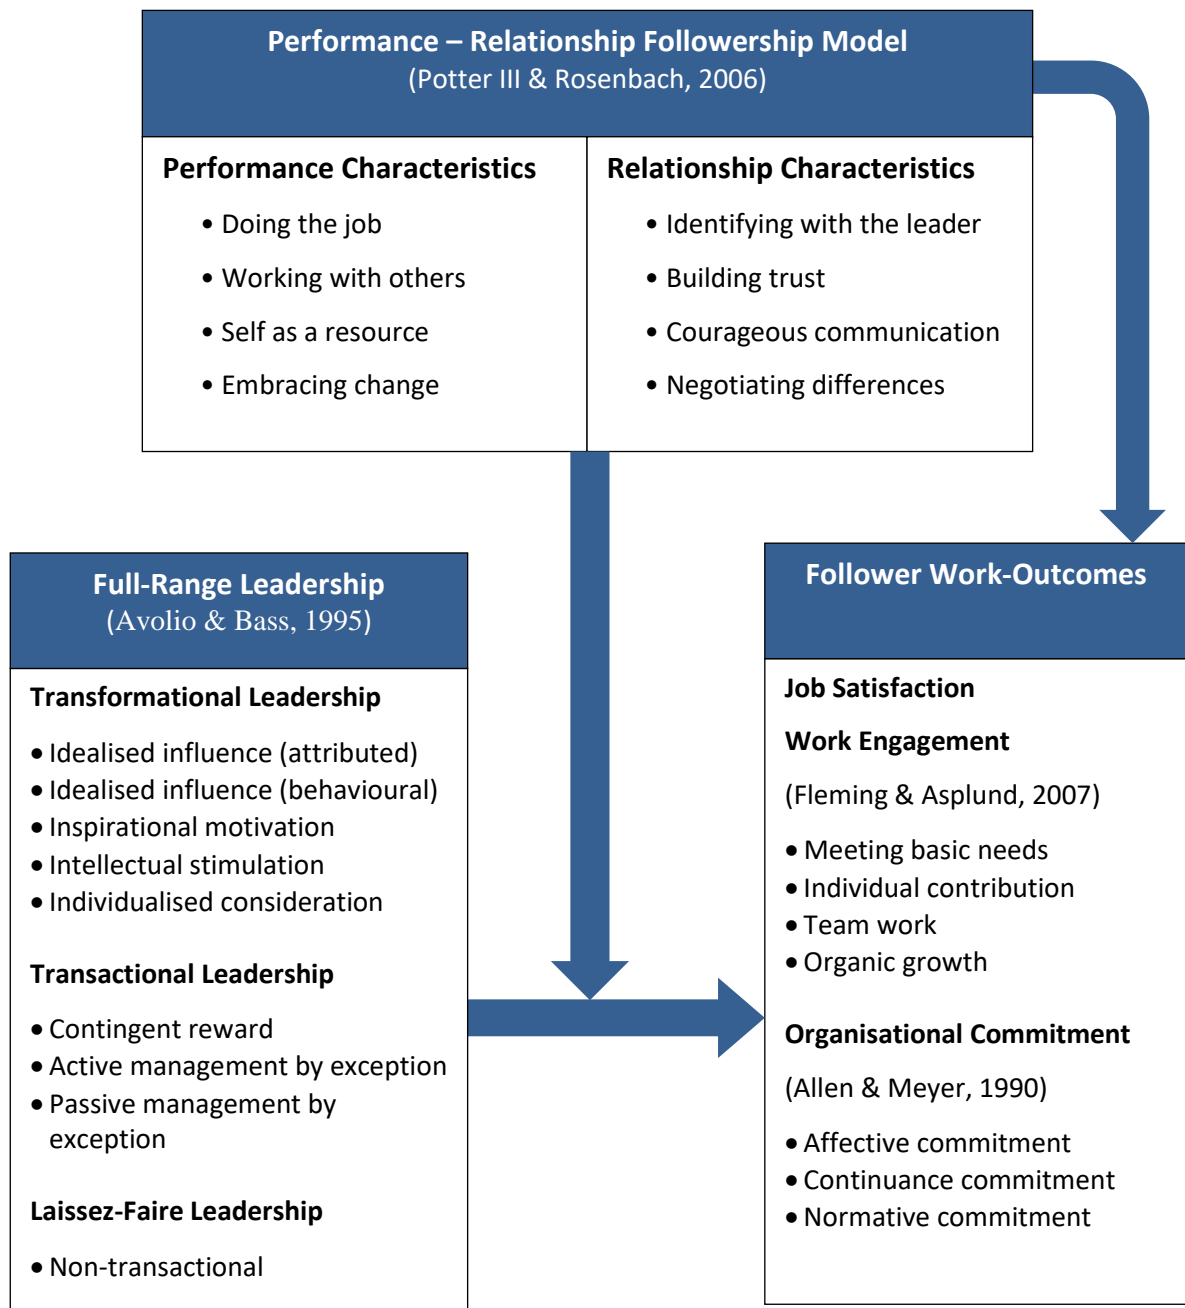 Performance – Relationship Followership Model
(Potter III & Rosenbach, 2006)
Performance Characteristics
• Doing the job
• Working with others
• Self as a resource
• Embracing change
Relationship Characteristics
• Identifying with the leader
• Building trust
• Courageous communication
• Negotiating differences
Full-Range Leadership
(Avolio & Bass, 1995)
Transformational Leadership
• Idealised influence (attributed)
• Idealised influence (behavioural)
• Inspirational motivation
• Intellectual stimulation
• Individualised consideration
Transactional Leadership
• Contingent reward
• Active management by exception
• Passive management by
exception
Laissez-Faire Leadership
• Non-transactional
Follower Work-Outcomes
Job Satisfaction
Work Engagement
(Fleming & Asplund, 2007)
• Meeting basic needs
• Individual contribution
• Team work
• Organic growth
Organisational Commitment
(Allen & Meyer, 1990)
• Affective commitment
• Continuance commitment
• Normative commitment